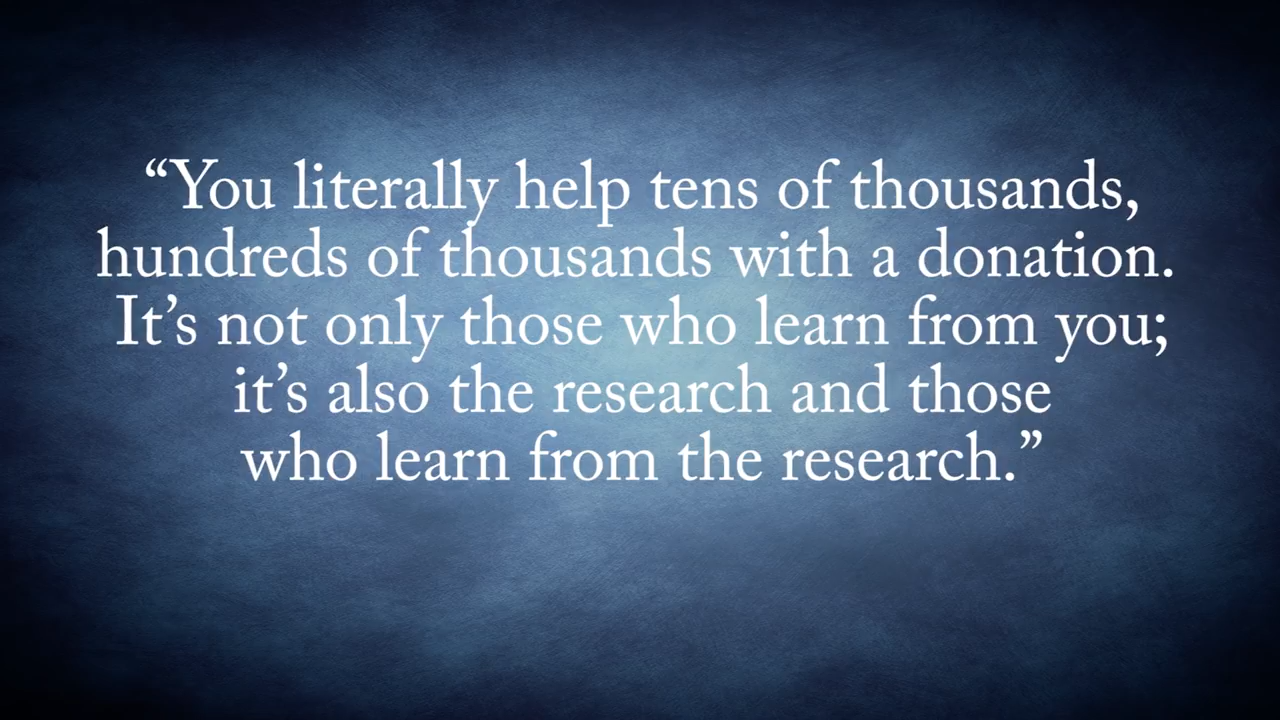 “You literally help tens of thousands,
hundreds of thousands with a donation.
It’s not only those who learn from you;
it’s also the research and those
who learn from the research.”